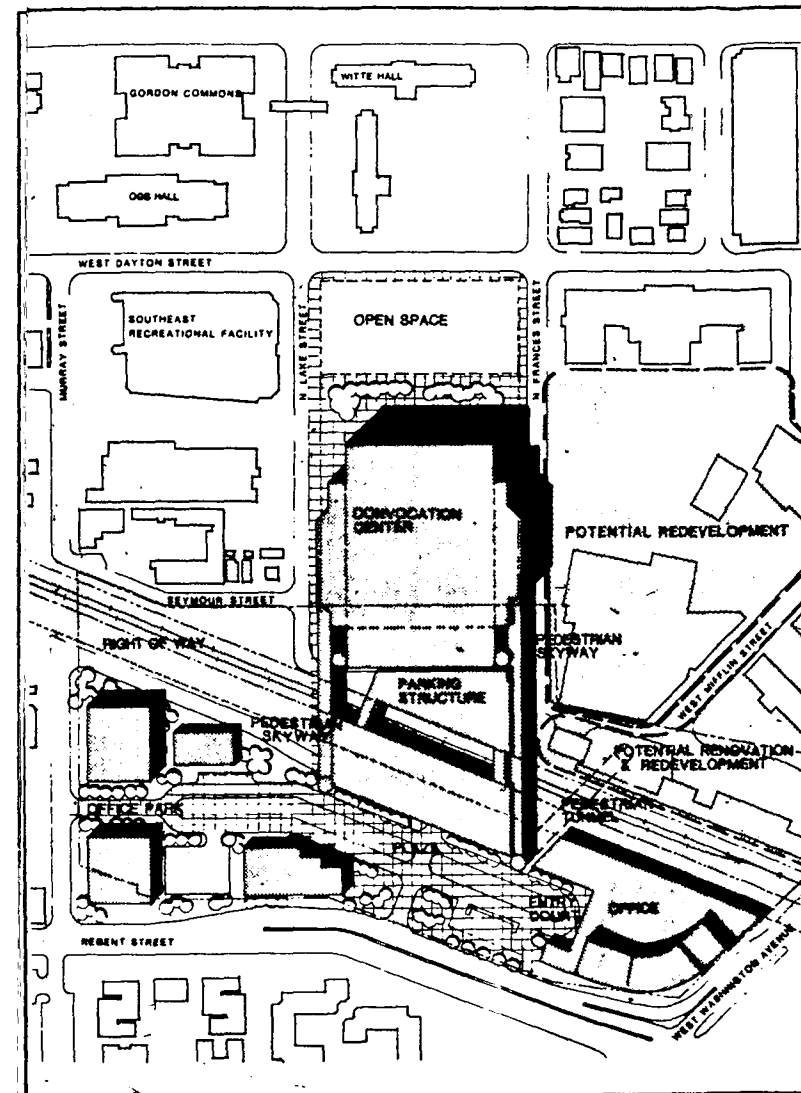 WITTE HALL
GORDON COMMONS
OGG HALL
WEST DAYTON STREET
MURRAY STREET
SOUTHEAST
RECREATIONAL FACILITY
N LAKE STREET
OPEN SPACE
N FRANCES STREET
CONVOCATION
CENTER
POTENTIAL REDEVELOPMENT
SEYMOUR STREET
RIGHT OF WAY
PEDESTRIAN
SKYWAY
WEST MIFFLIN STREET
PARKING
STRUCTURE
PEDESTRIAN
SKYWAY
POTENTIAL RENOVATION
& REDEVELOPMENT
OFFICE PARK
PEDESTRIAN
TUNNEL
PLAZA
ENTRY
COURT
OFFICE
REGENT STREET
WEST WASHINGTON AVENUE